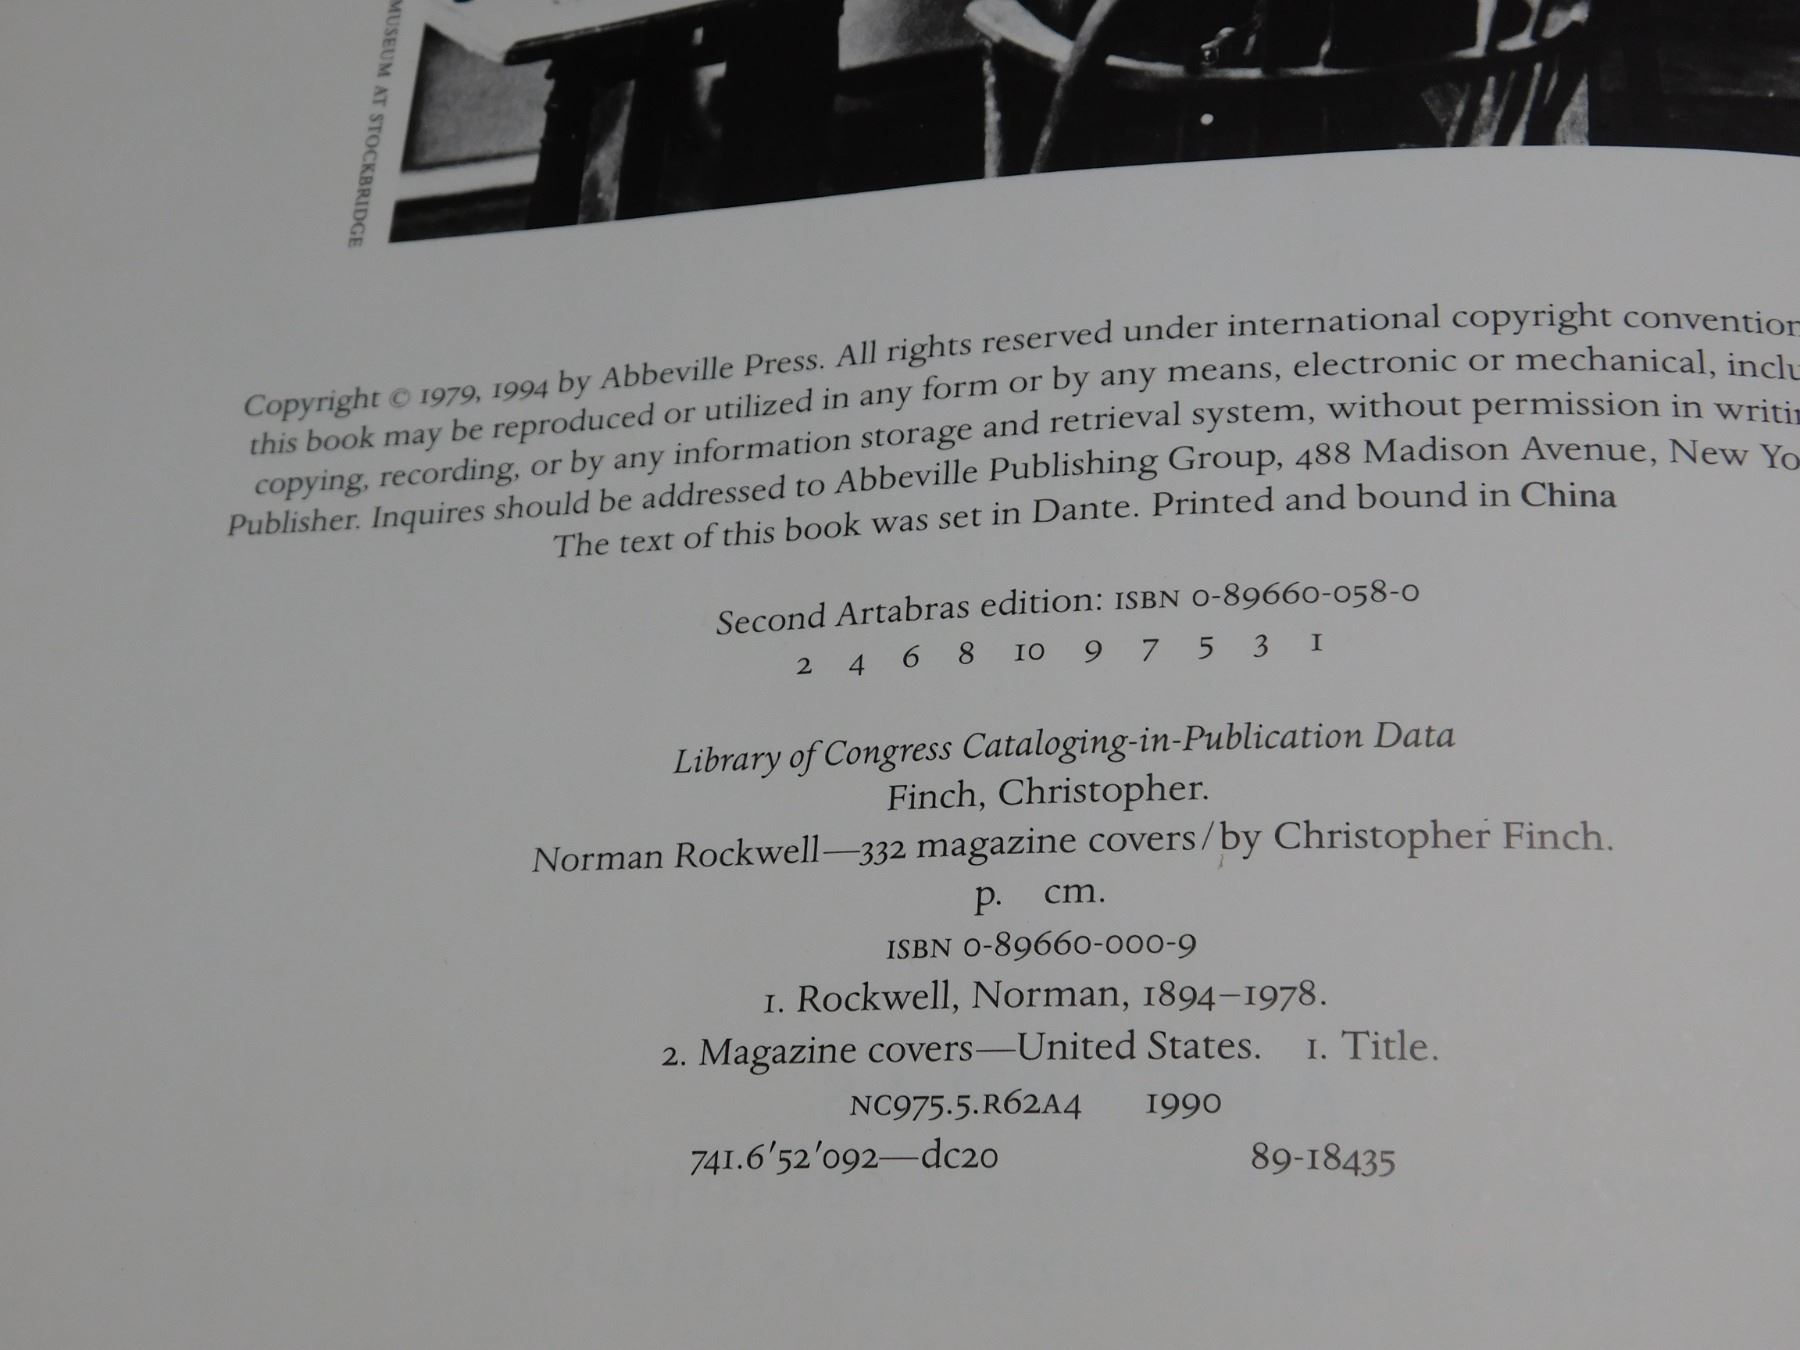 MUSEUM AT STOCKBRIDGE
Copyright © 1979, 1994 by Abbeville Press. All rights reserved under international copyright convention
this book may be reproduced or utilized in any form or by any means, electronic or mechanical, inclu
copying, recording, or by any information storage and retrieval system, without permission in writin
Publisher. Inquires should be addressed to Abbeville Publishing Group, 488 Madison Avenue, New Yo
The text of this book was set in Dante. Printed and bound in China
Second Artabras edition: ISBN 0-89660-058-0
2 4 6 8 10 9 7 5 3 1
Library of Congress Cataloging-in-Publication Data
Finch, Christopher.
Norman Rockwell—332 magazine covers/by Christopher Finch.
p. cm.
ISBN 0-89660-000-9
1. Rockwell, Norman, 1894–1978.
2. Magazine covers—United States. I. Title.
NC975.5.R62A4 1990
741.6′52′092—dc20 89-18435